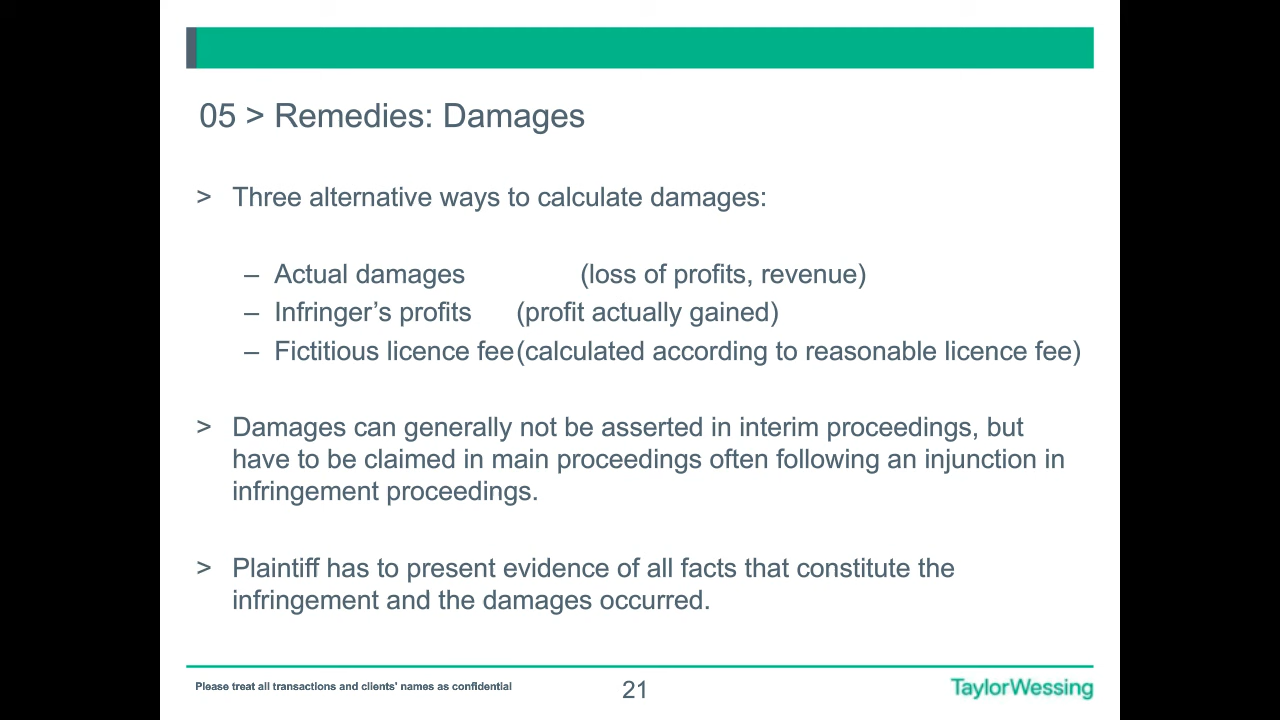 05 > Remedies: Damages
> Three alternative ways to calculate damages:
– Actual damages (loss of profits, revenue)
– Infringer’s profits (profit actually gained)
– Fictitious licence fee(calculated according to reasonable licence fee)
> Damages can generally not be asserted in interim proceedings, but
have to be claimed in main proceedings often following an injunction in
infringement proceedings.
> Plaintiff has to present evidence of all facts that constitute the
infringement and the damages occurred.
Please treat all transactions and clients' names as confidential
21
TaylorWessing